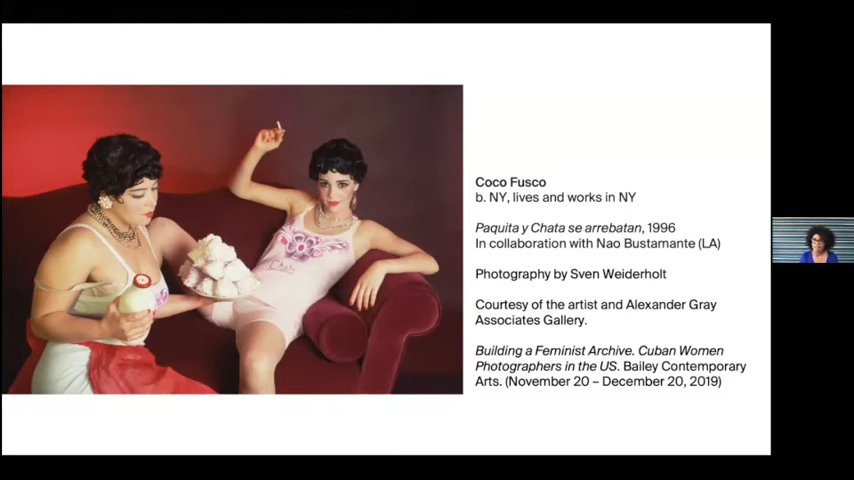 Coco Fusco
b. NY, lives and works in NY
Paquita y Chata se arrebatan, 1996
In collaboration with Nao Bustamante (LA)
Photography by Sven Weiderholt
Courtesy of the artist and Alexander Gray
Associates Gallery.
Building a Feminist Archive. Cuban Women
Photographers in the US. Bailey Contemporary
Arts. (November 20 – December 20, 2019)
Chata